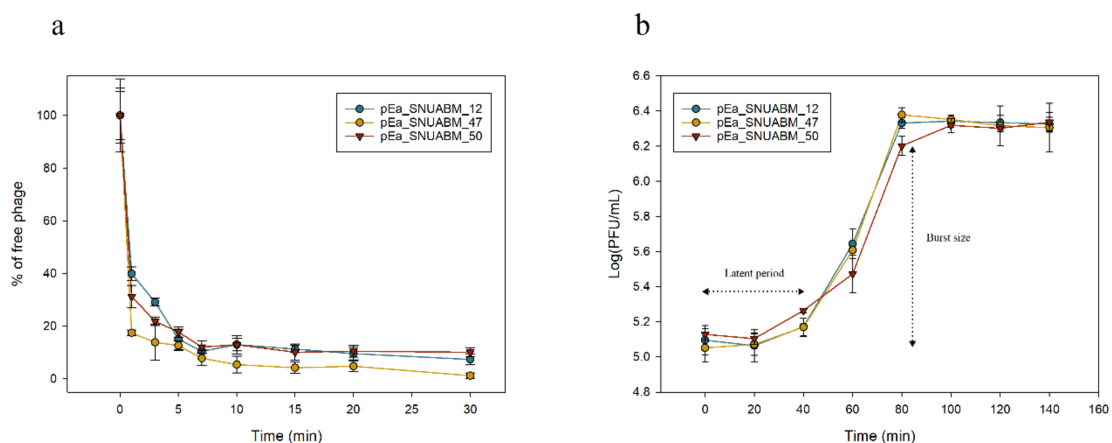 a
% of free phage
100
80
60
40
20
0
pEa_SNUABM_12
pEa_SNUABM_47
pEa_SNUABM_50
0
5
10
15
20
25
30
Time (min)
b
Log(PFU/mL)
6.6
6.4
6.2
6.0
5.8
5.6
5.4
5.2
5.0
4.8
pEa_SNUABM_12
pEa_SNUABM_47
pEa_SNUABM_50
Burst size
Latent period
0
20
40
60
80
100
120
140
160
Time (min)